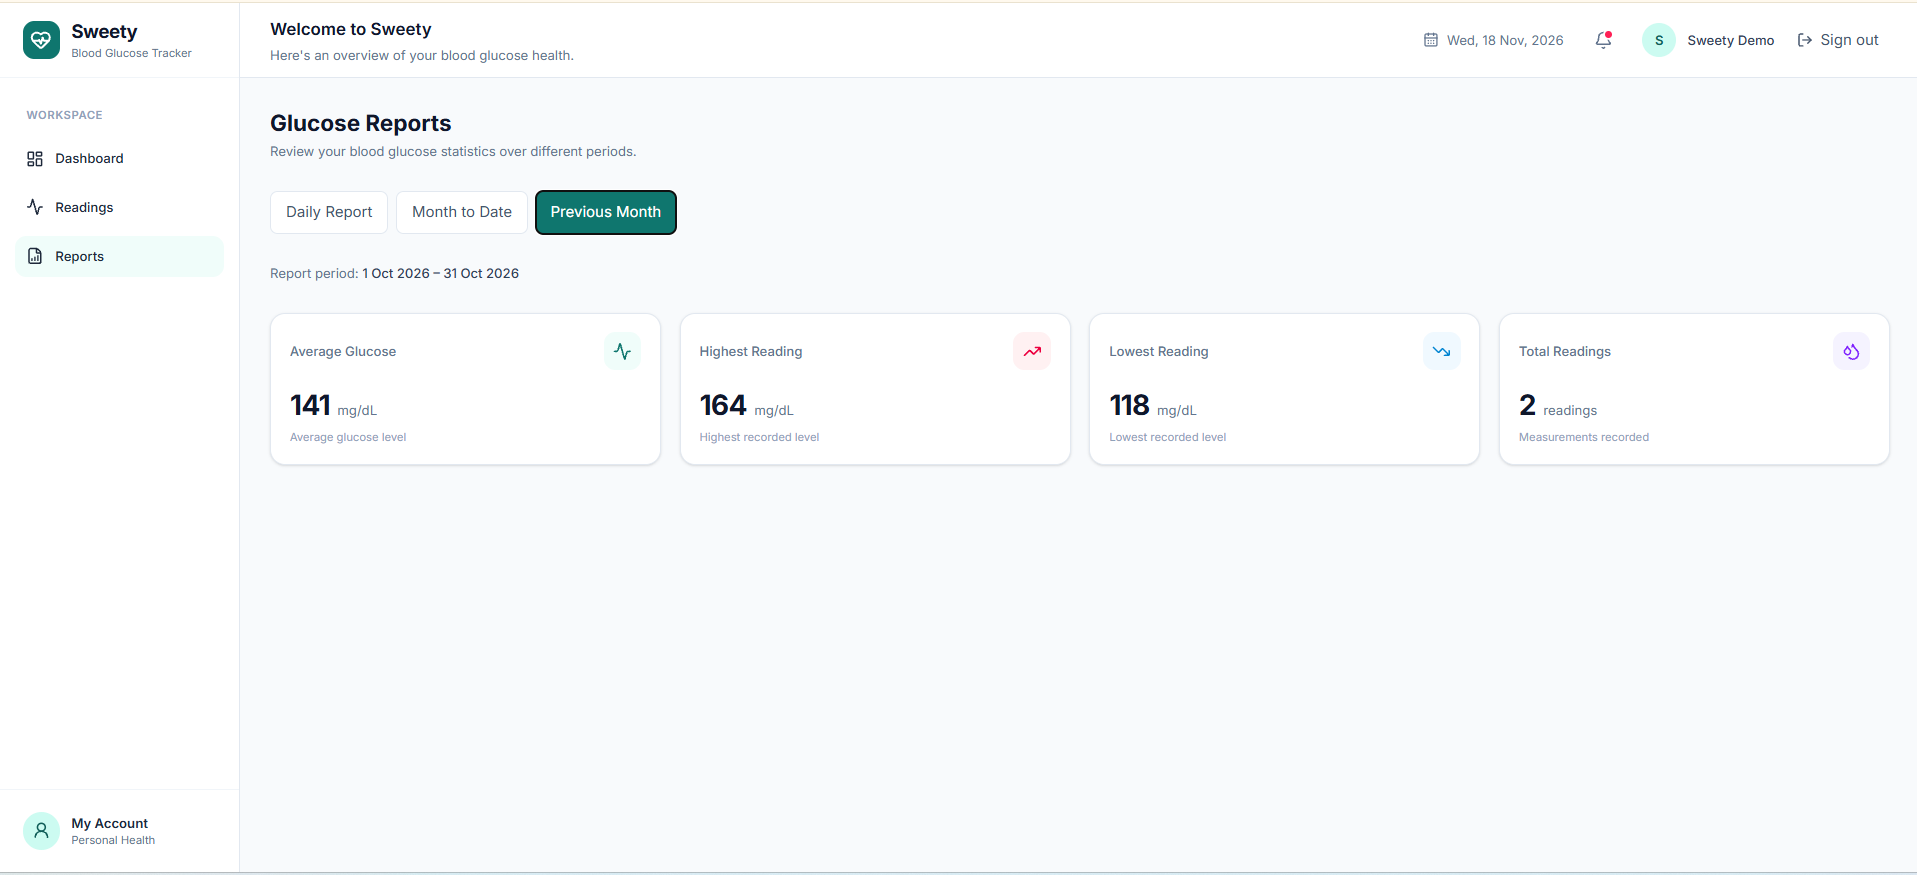 Sweety
Blood Glucose Tracker
Welcome to Sweety
Here's an overview of your blood glucose health.
Wed, 18 Nov, 2026
S
Sweety Demo
Sign out
WORKSPACE
Dashboard
Readings
Reports
Glucose Reports
Review your blood glucose statistics over different periods.
Daily Report
Month to Date
Previous Month
Report period: 1 Oct 2026 – 31 Oct 2026
Average Glucose
141 mg/dL
Average glucose level
Highest Reading
164 mg/dL
Highest recorded level
Lowest Reading
118 mg/dL
Lowest recorded level
Total Readings
2 readings
Measurements recorded
My Account
Personal Health